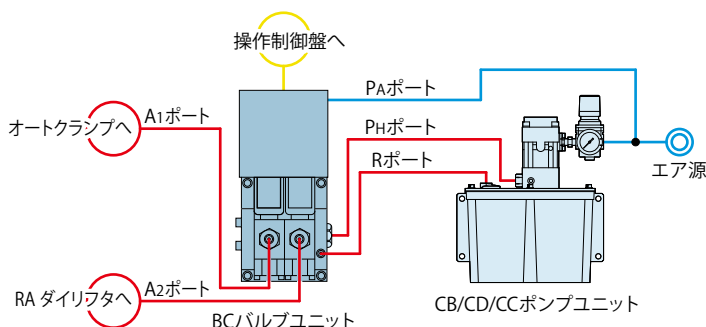 操作制御盤へ
PAポート
オートクランプへ
A1ポート
PHポート
Rポート
エア源
RA ダイリフタへ
A2ポート
BCバルブユニット
CB/CD/CCポンプユニット